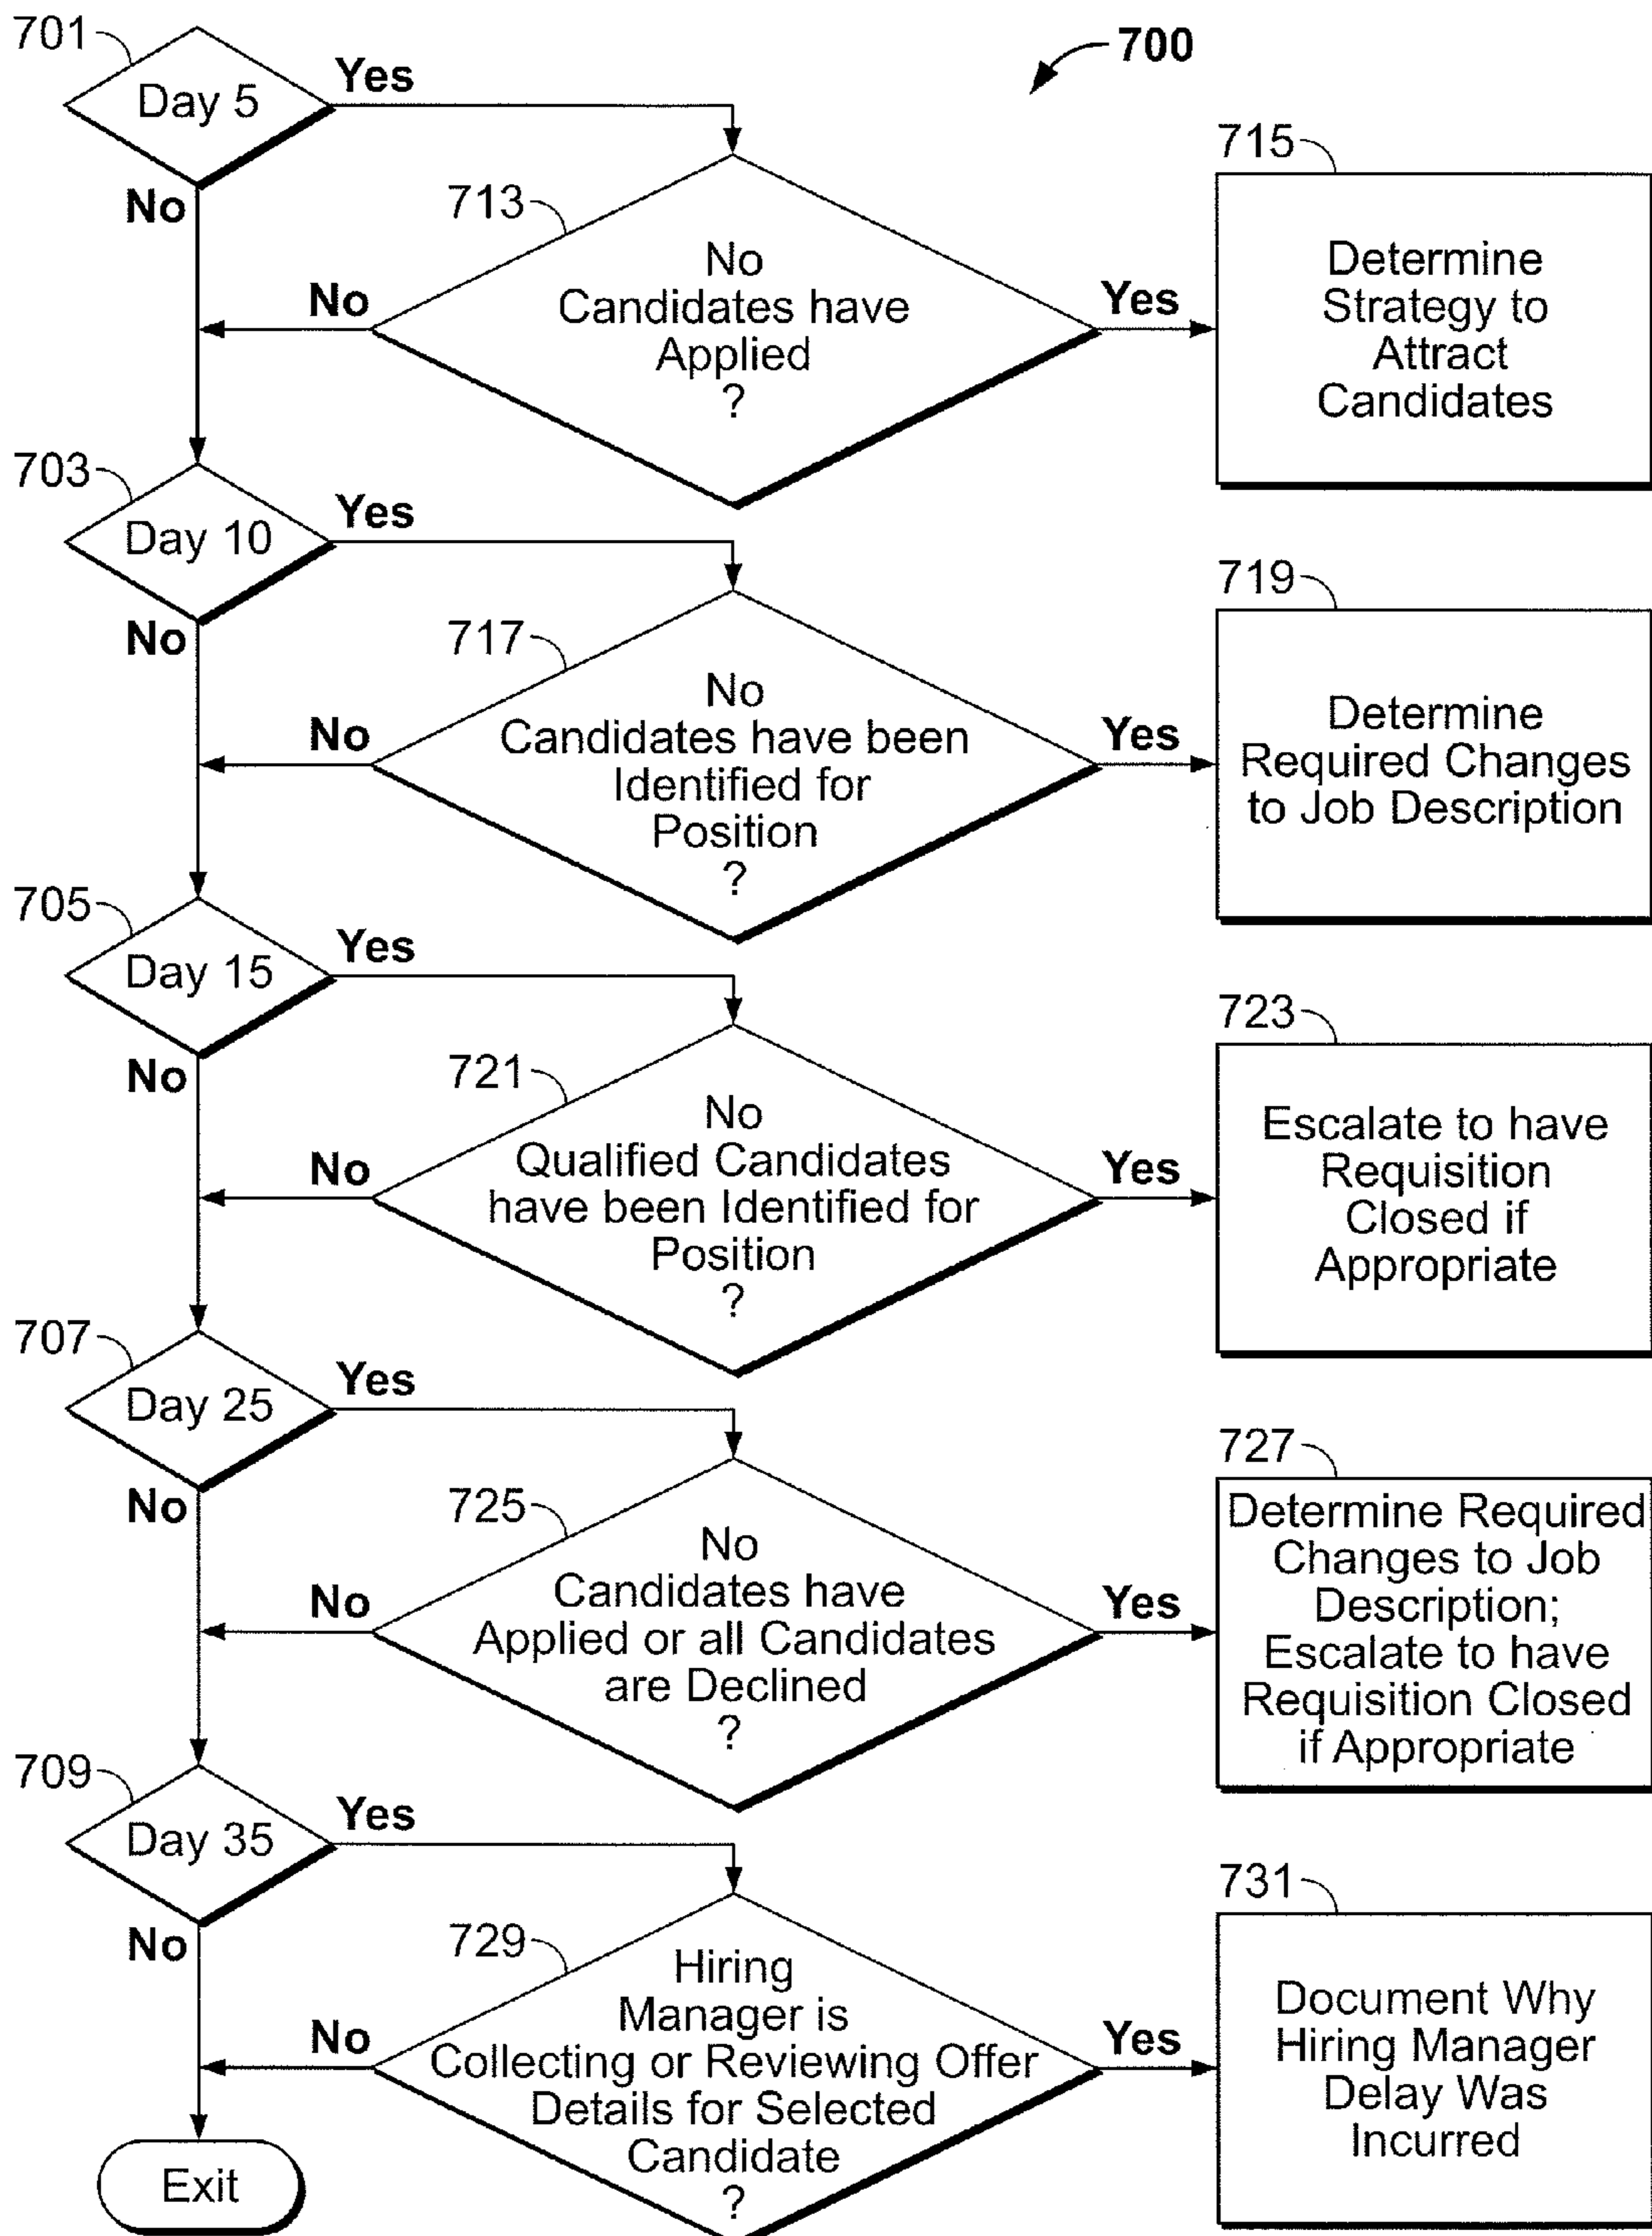 700
701
Day 5
Yes
No
713
No
Candidates have
Applied
?
No
Yes
715
Determine
Strategy to
Attract
Candidates
703
Day 10
Yes
No
717
No
Candidates have been
Identified for
Position
?
No
Yes
719
Determine
Required Changes
to Job Description
705
Day 15
Yes
No
721
No
Qualified Candidates
have been Identified for
Position
?
No
Yes
723
Escalate to have
Requisition
Closed if
Appropriate
707
Day 25
Yes
No
725
No
Candidates have
Applied or all Candidates
are Declined
?
No
Yes
727
Determine Required
Changes to Job
Description;
Escalate to have
Requisition Closed
if Appropriate
709
Day 35
Yes
No
729
Hiring
Manager is
Collecting or Reviewing Offer
Details for Selected
Candidate
?
No
Yes
731
Document Why
Hiring Manager
Delay Was
Incurred
Exit